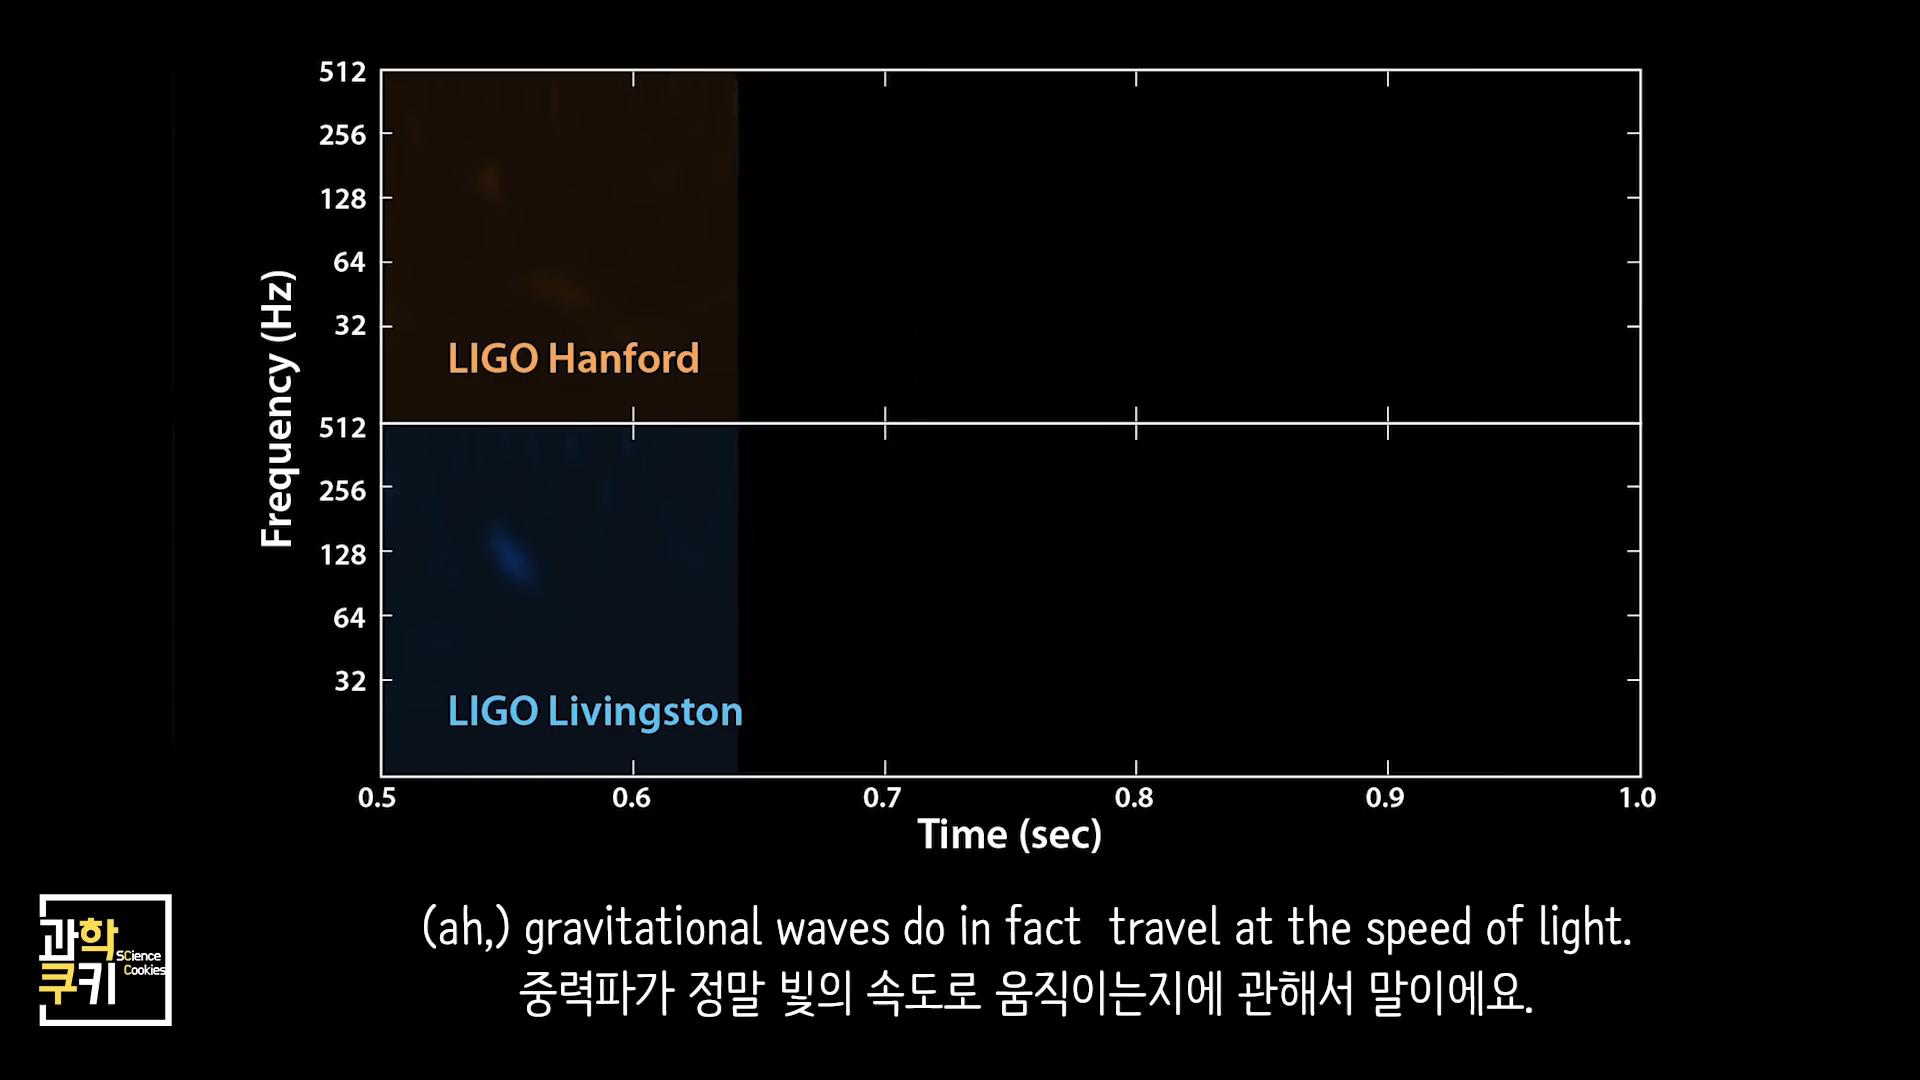 512
256
128
64
32
LIGO Hanford
512
256
128
64
32
LIGO Livingston
Frequency (Hz)
0.5 0.6 0.7 0.8 0.9 1.0
Time (sec)
(ah,) gravitational waves do in fact travel at the speed of light.
중력파가 정말 빛의 속도로 움직이는지에 관해서 말이에요.
과학
SCience
쿠키
Cookies